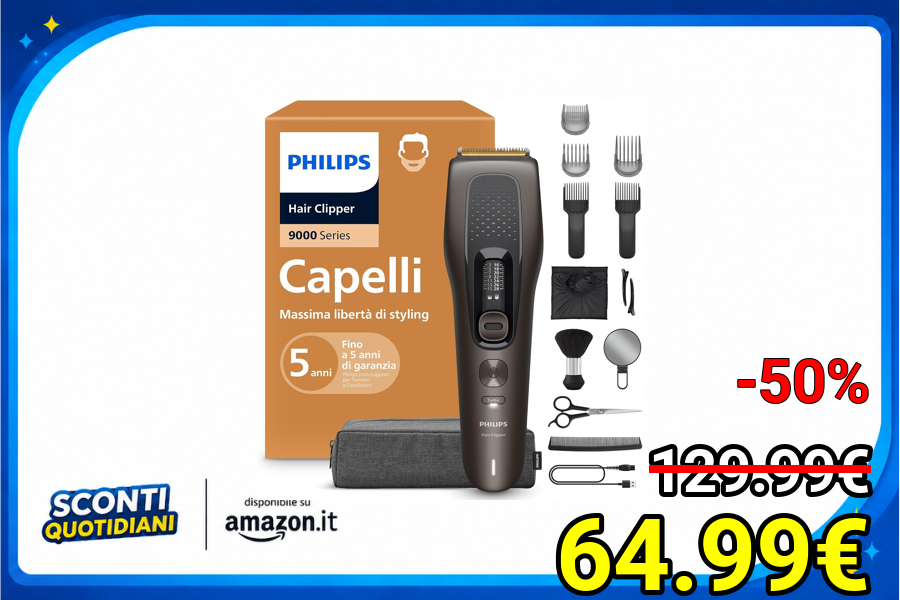 PHILIPS
Hair Clipper
9000 Series
Capelli
Massima libertà di styling
5 anni
Fino
a 5 anni
di garanzia
PHILIPS
Hair Clipper
-50%
129.99€
64.99€
SCONTI
QUOTIDIANI
disponibile su
amazon.it